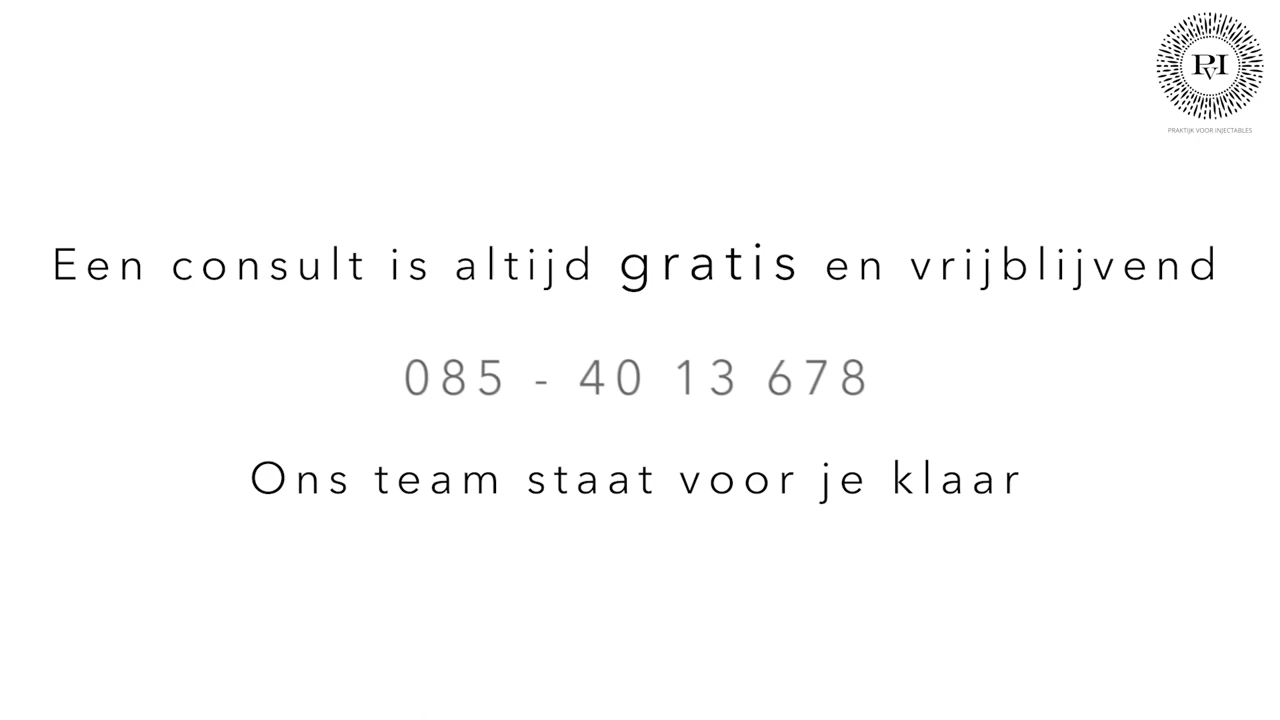 PVI
PRAKTIJK VOOR INJECTABLES
Een consult is altijd gratis en vrijblijvend
085 - 40 13 678
Ons team staat voor je klaar